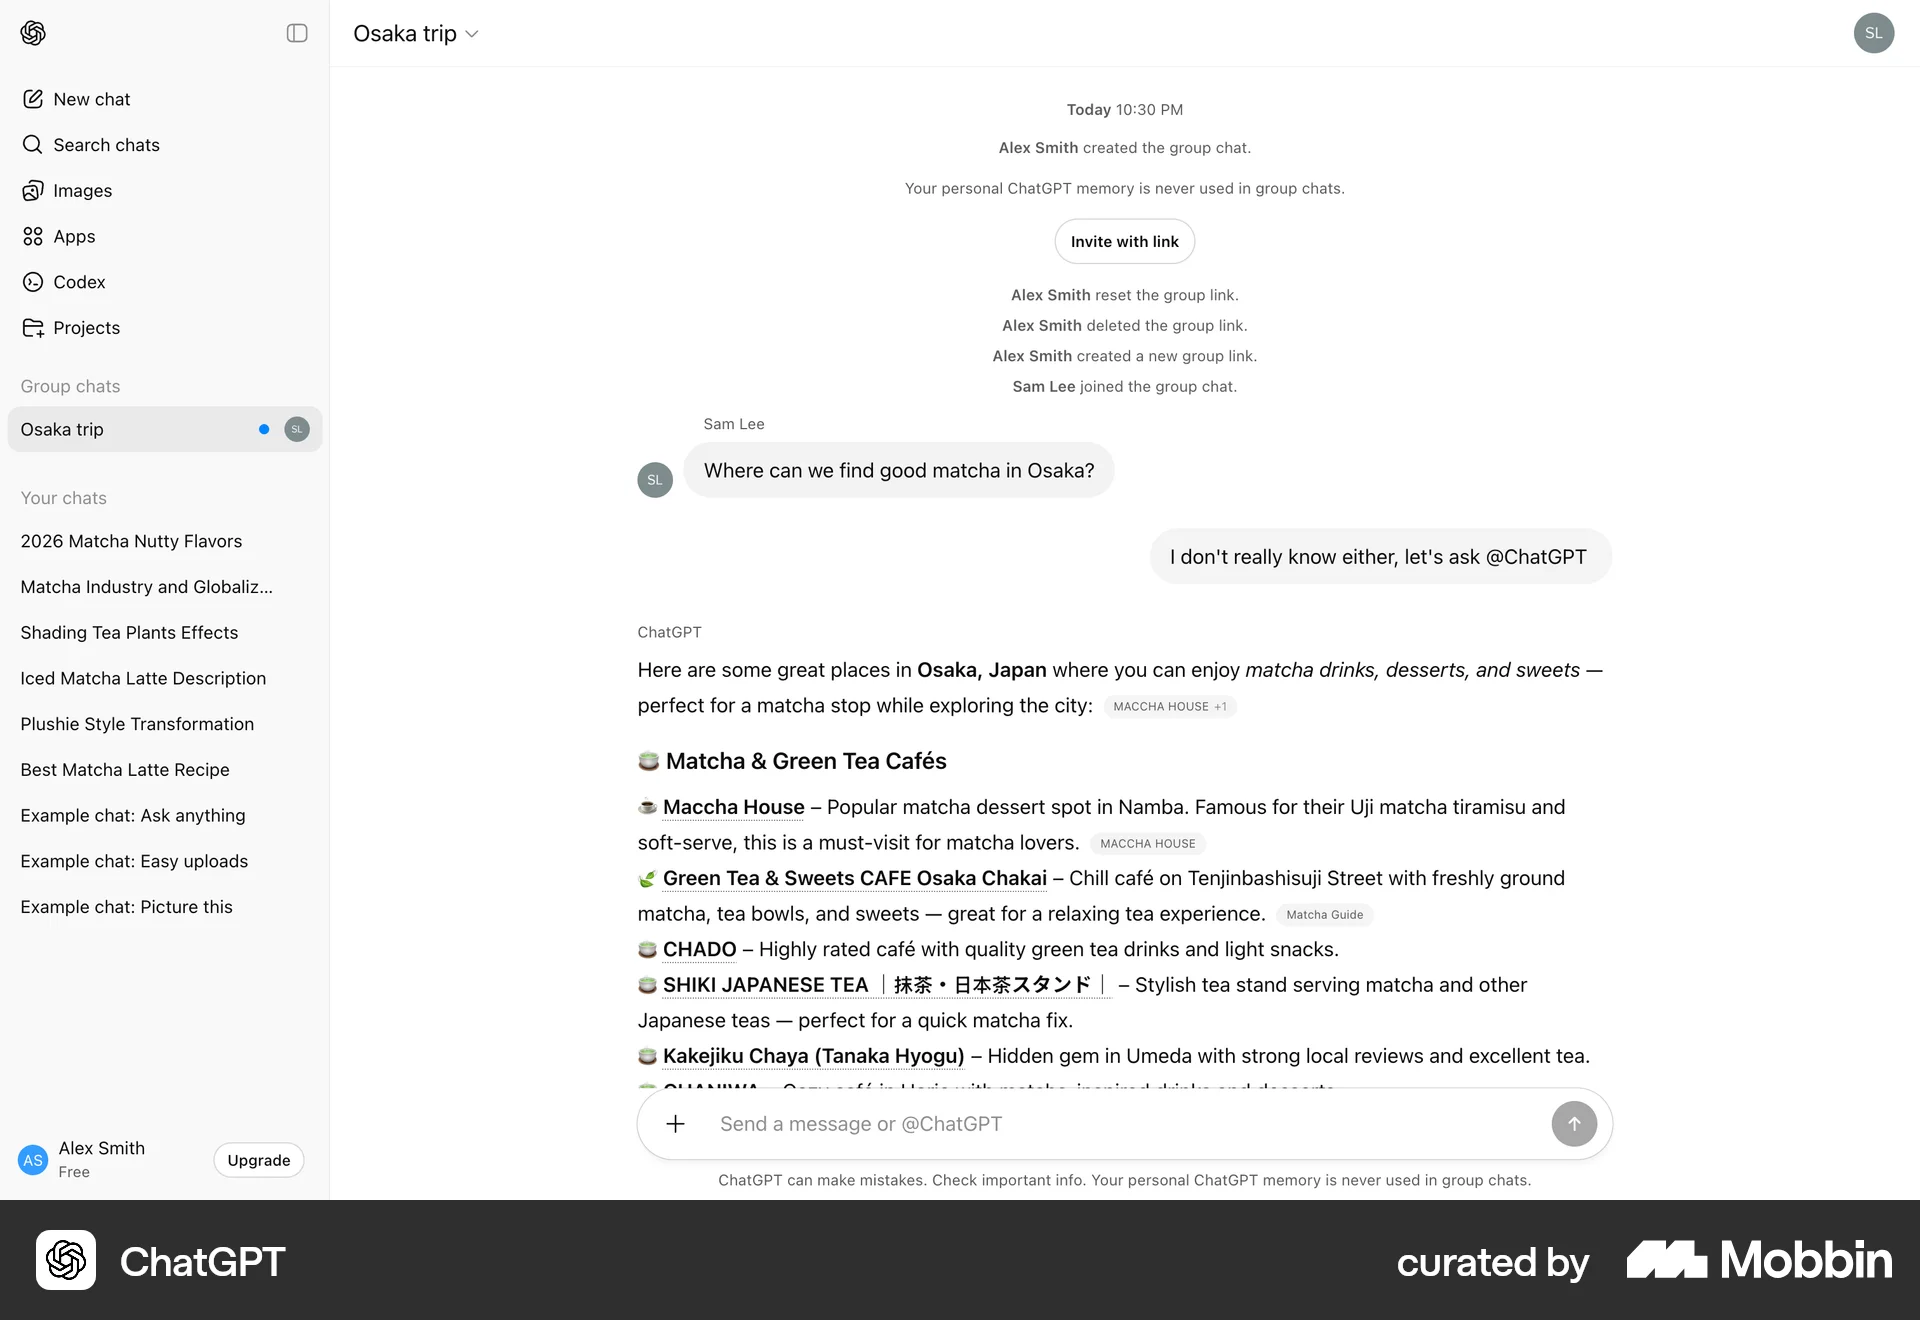 Osaka trip
SL
New chat
Search chats
Images
Apps
Codex
Projects
Group chats
Osaka trip
SL
Your chats
2026 Matcha Nutty Flavors
Matcha Industry and Globaliz...
Shading Tea Plants Effects
Iced Matcha Latte Description
Plushie Style Transformation
Best Matcha Latte Recipe
Example chat: Ask anything
Example chat: Easy uploads
Example chat: Picture this
AS
Alex Smith
Free
Upgrade
Today 10:30 PM
Alex Smith created the group chat.
Your personal ChatGPT memory is never used in group chats.
Invite with link
Alex Smith reset the group link.
Alex Smith deleted the group link.
Alex Smith created a new group link.
Sam Lee joined the group chat.
Sam Lee
SL
Where can we find good matcha in Osaka?
I don't really know either, let's ask @ChatGPT
ChatGPT
Here are some great places in Osaka, Japan where you can enjoy matcha drinks, desserts, and sweets —
perfect for a matcha stop while exploring the city: MACCHA HOUSE +1
🍵 Matcha & Green Tea Cafés
☕ Maccha House – Popular matcha dessert spot in Namba. Famous for their Uji matcha tiramisu and
soft-serve, this is a must-visit for matcha lovers. MACCHA HOUSE
🍃 Green Tea & Sweets CAFE Osaka Chakai – Chill café on Tenjinbashisuji Street with freshly ground
matcha, tea bowls, and sweets — great for a relaxing tea experience. Matcha Guide
🍵 CHADO – Highly rated café with quality green tea drinks and light snacks.
🍵 SHIKI JAPANESE TEA ｜抹茶・日本茶スタンド｜ – Stylish tea stand serving matcha and other
Japanese teas — perfect for a quick matcha fix.
🍵 Kakejiku Chaya (Tanaka Hyogu) – Hidden gem in Umeda with strong local reviews and excellent tea.
Send a message or @ChatGPT
ChatGPT can make mistakes. Check important info. Your personal ChatGPT memory is never used in group chats.
ChatGPT
curated by Mobbin